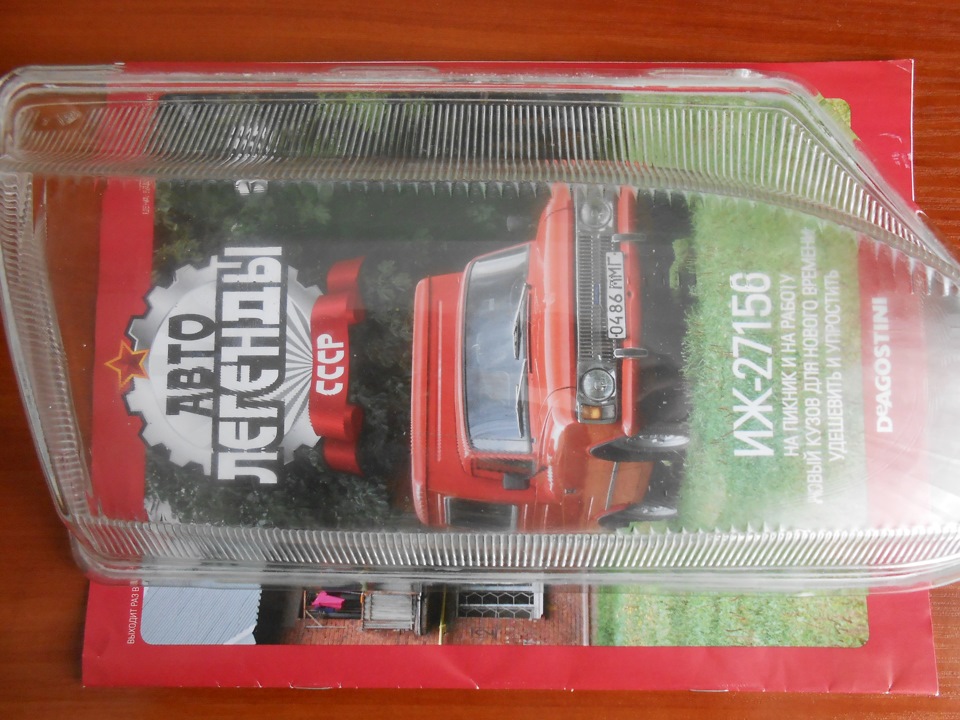 АВТО
ЛЕГЕНДЫ
СССР
0486 ММГ
ИЖ-27156
НА ПИКНИК И НА РАБОТУ
НОВЫЙ КУЗОВ ДЛЯ НОВОГО ВРЕМЕНИ
УДЕШЕВИТЬ И УПРОСТИТЬ
DEAGOSTINI
ВЫХОДИТ РАЗ В